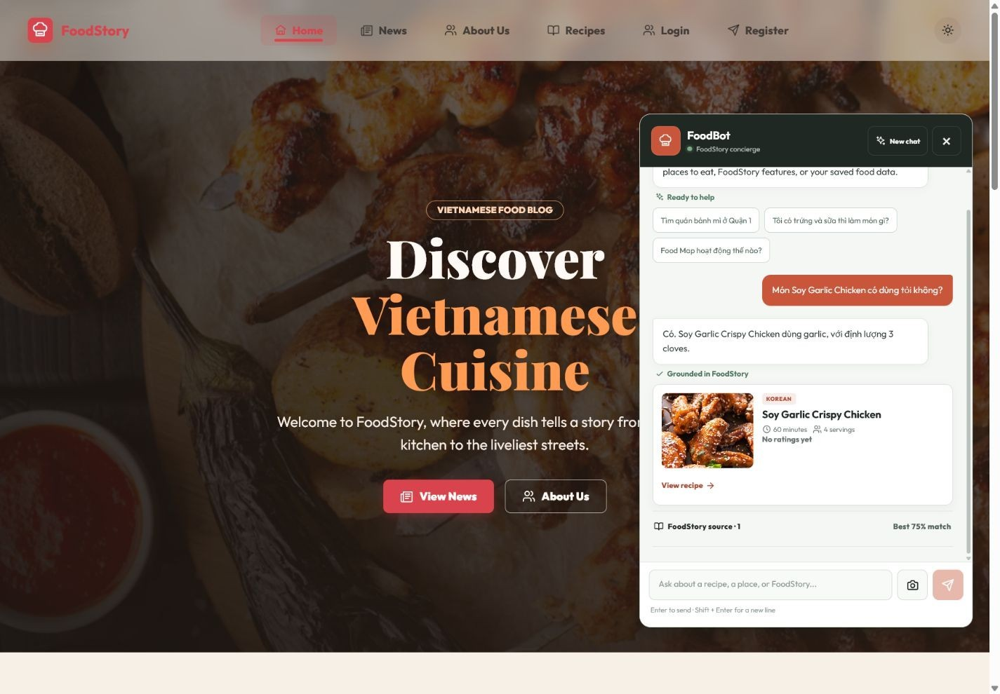 FoodStory
Home
News
About Us
Recipes
Login
Register
VIETNAMESE FOOD BLOG
Discover
Vietnamese
Cuisine
Welcome to FoodStory, where every dish tells a story
kitchen to the liveliest streets.
View News
About Us
FoodBot
FoodStory concierge
New chat
places to eat, FoodStory features, or your saved food data.
Ready to help
Tìm quán bánh mì ở Quận 1
Tôi có trứng và sữa thì làm món gì?
Food Map hoạt động thế nào?
Món Soy Garlic Chicken có dùng tỏi không?
Có. Soy Garlic Crispy Chicken dùng garlic, với định lượng 3
cloves.
Grounded in FoodStory
KOREAN
Soy Garlic Crispy Chicken
60 minutes 4 servings
No ratings yet
View recipe →
FoodStory source · 1
Best 75% match
Ask about a recipe, a place, or FoodStory...
Enter to send · Shift + Enter for a new line